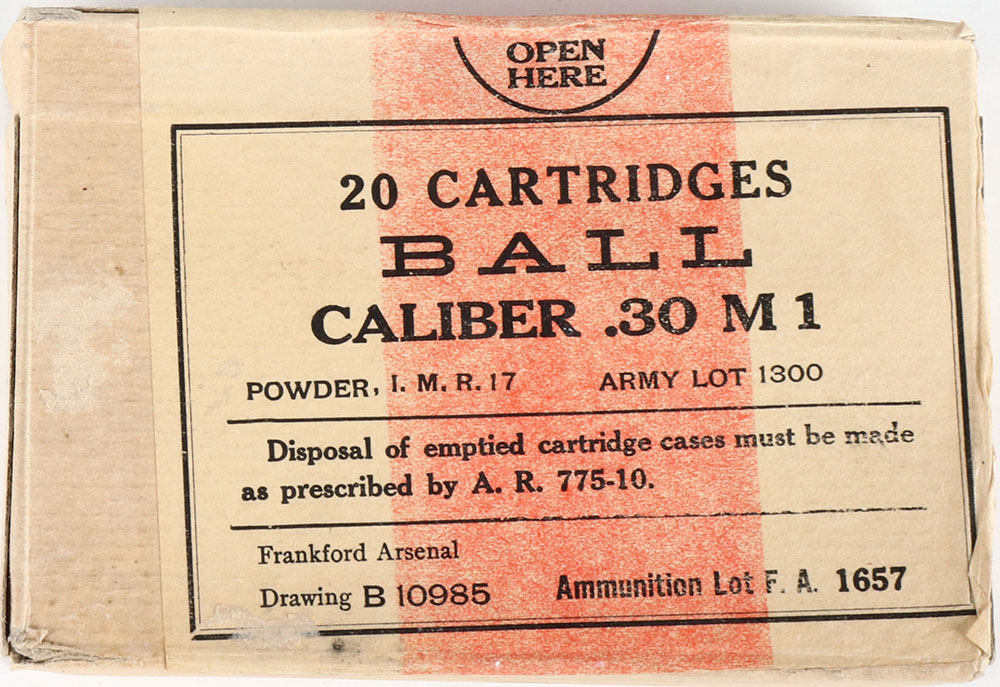 OPEN
HERE
20 CARTRIDGES
BALL
CALIBER .30 M1
POWDER, I. M. R. 17 ARMY LOT 1300
Disposal of emptied cartridge cases must be made
as prescribed by A. R. 775-10.
Frankford Arsenal
Drawing B 10985 Ammunition Lot F. A. 1657